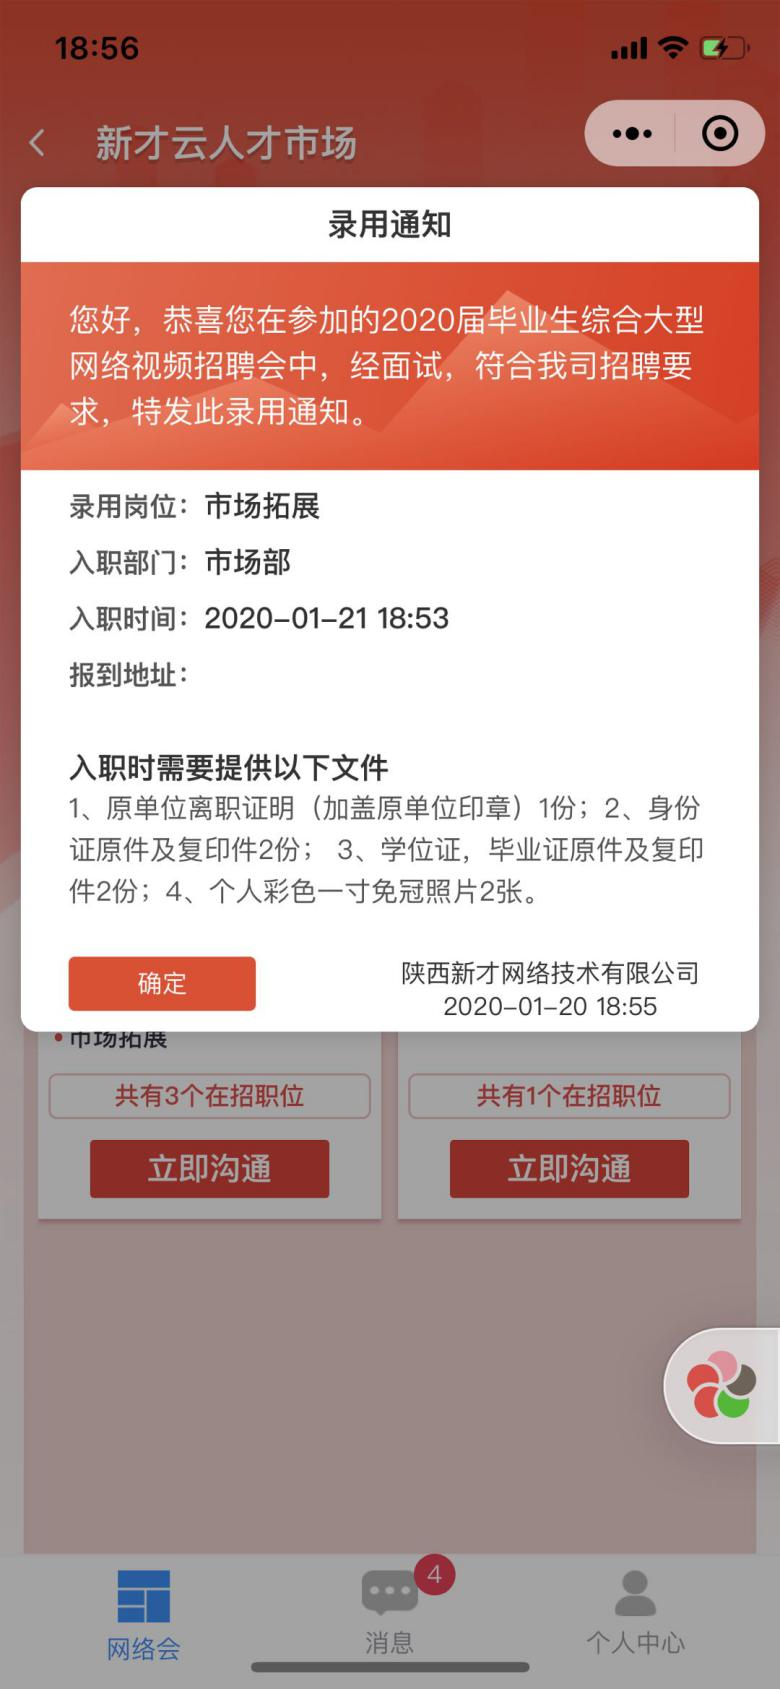 18:56
新才云人才市场
录用通知
您好，恭喜您在参加的2020届毕业生综合大型
网络视频招聘会中，经面试，符合我司招聘要
求，特发此录用通知。
录用岗位：市场拓展
入职部门：市场部
入职时间：2020-01-21 18:53
报到地址：
入职时需要提供以下文件
1、原单位离职证明（加盖原单位印章）1份；2、身份
证原件及复印件2份； 3、学位证，毕业证原件及复印
件2份；4、个人彩色一寸免冠照片2张。
确定
陕西新才网络技术有限公司
2020-01-20 18:55
市场拓展
共有3个在招职位
共有1个在招职位
立即沟通
立即沟通
4
网络会
消息
个人中心